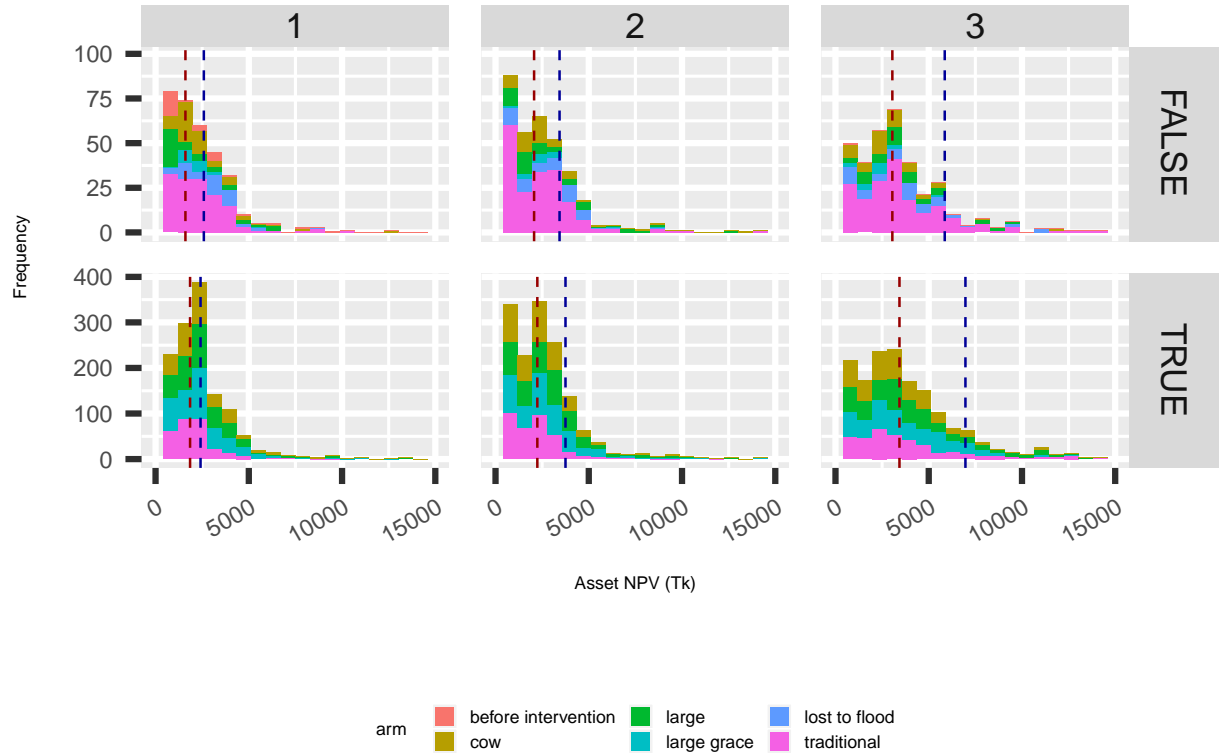 1 2 3
100
75
50
25
0
FALSE
400
300
200
100
0
TRUE
Frequency
0 5000 10000 15000 0 5000 10000 15000 0 5000 10000 15000
Asset NPV (Tk)
arm
before intervention large lost to flood
cow large grace traditional